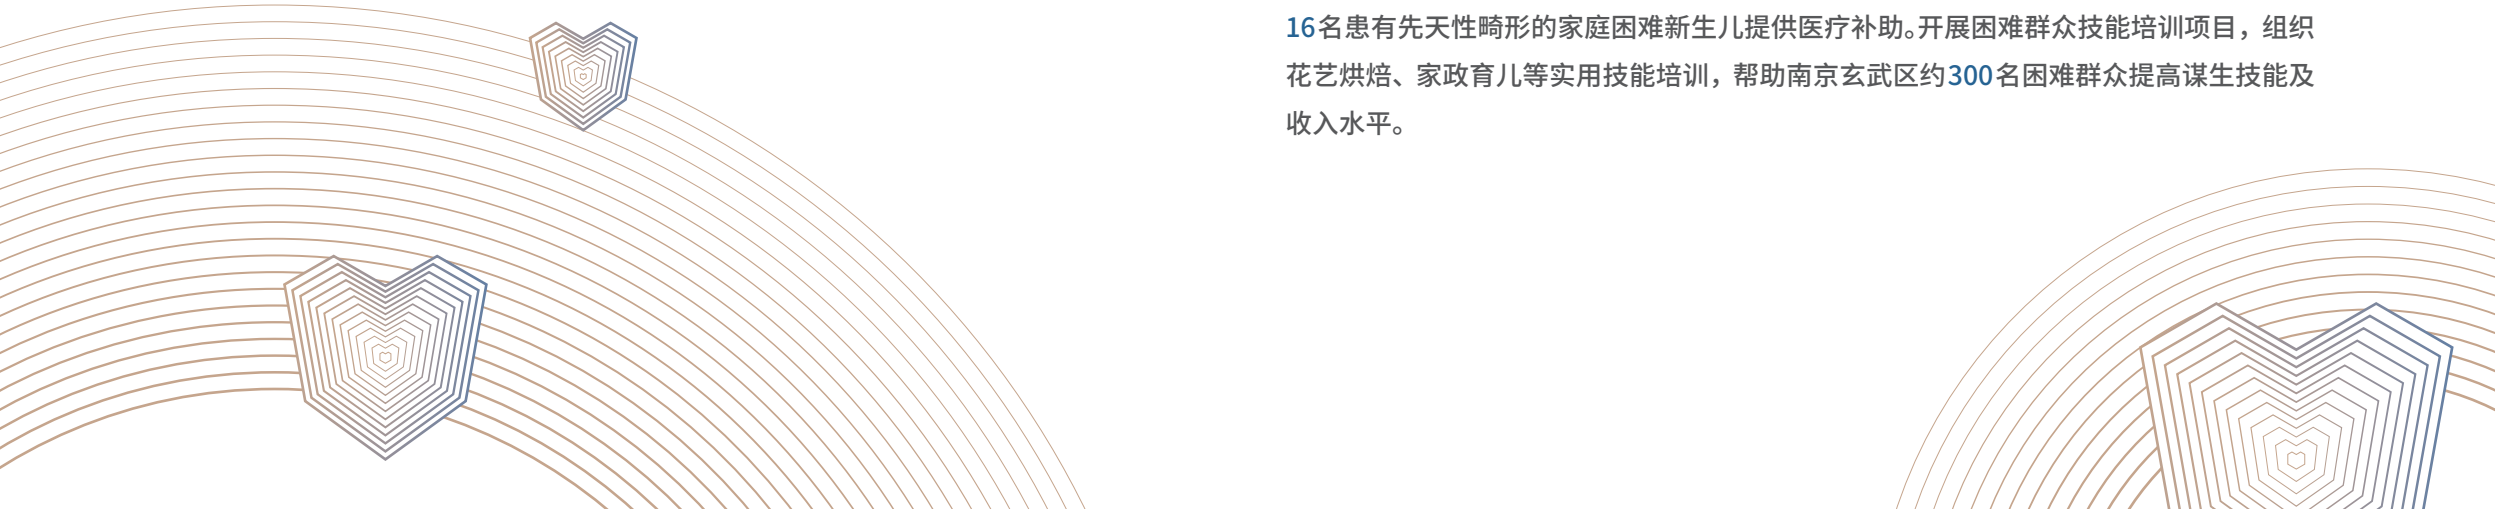 16名患有先天性畸形的家庭困难新生儿提供医疗补助。开展困难群众技能培训项目，组织
花艺烘焙、家政育儿等实用技能培训，帮助南京玄武区约300名困难群众提高谋生技能及
收入水平。